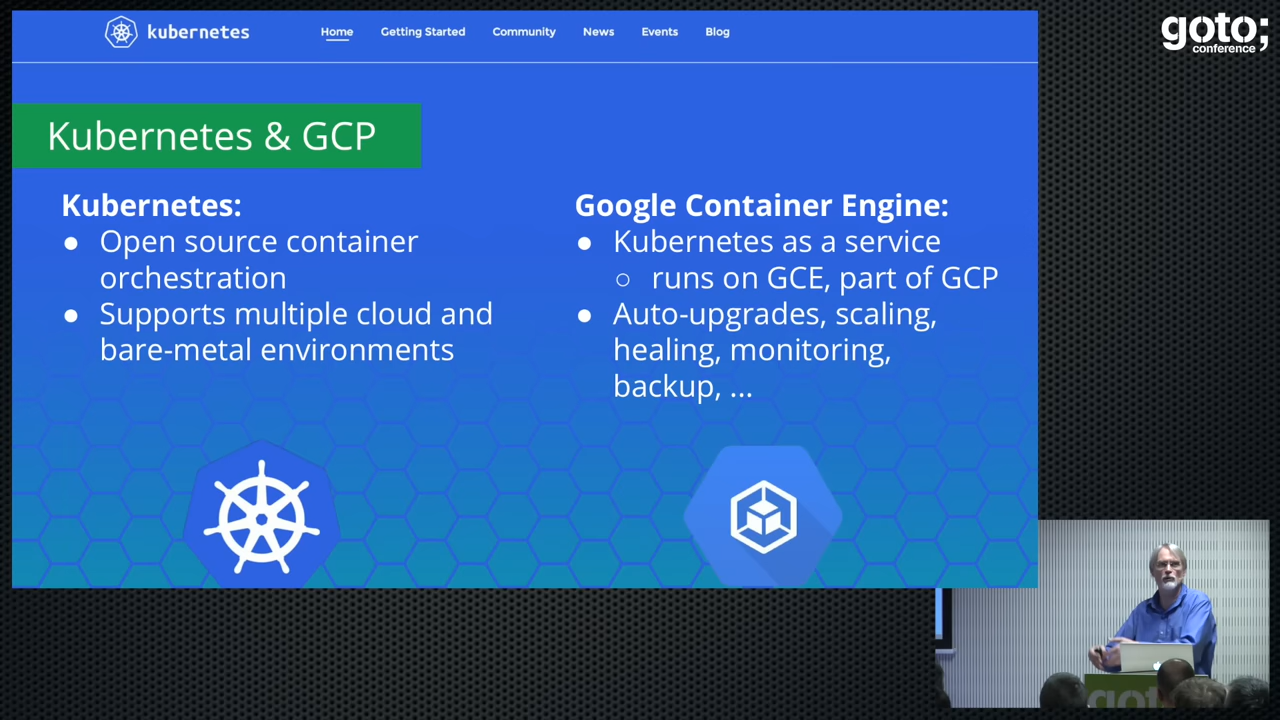 kubernetes
Home Getting Started Community News Events Blog
goto;
conference
Kubernetes & GCP
Kubernetes:
● Open source container
orchestration
● Supports multiple cloud and
bare-metal environments
Google Container Engine:
● Kubernetes as a service
○ runs on GCE, part of GCP
● Auto-upgrades, scaling,
healing, monitoring,
backup, ...
goto